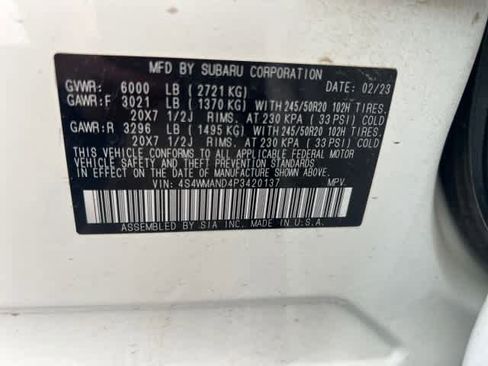 MFD BY SUBARU CORPORATION DATE: 02/23
GVWR: 6000 LB ( 2721 KG)
GAWR:F 3021 LB ( 1370 KG) WITH 245/50R20 102H TIRES.
20X7 1/2J RIMS. AT 230 KPA ( 33 PSI) COLD
GAWR:R 3296 LB ( 1495 KG) WITH 245/50R20 102H TIRES.
20X7 1/2J RIMS. AT 230 KPA ( 33 PSI) COLD
THIS VEHICLE CONFORMS TO ALL APPLICABLE FEDERAL MOTOR
VEHICLE SAFETY STANDARDS IN EFFECT ON THE DATE OF
MANUFACTURE SHOWN ABOVE.
VIN: 4S4WMAND4P3420137 MPV.
ASSEMBLED BY SIA INC. MADE IN U.S.A.